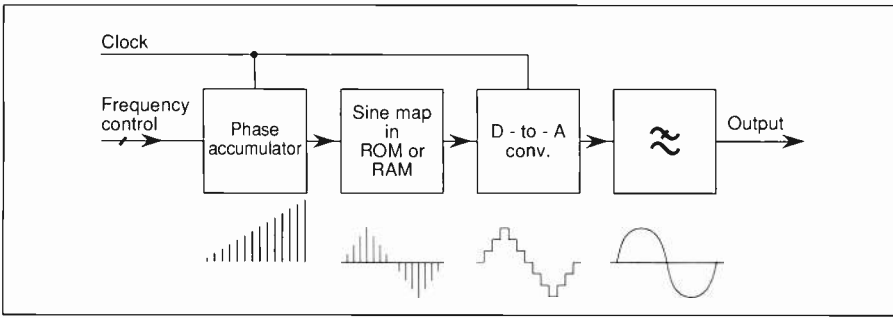 Clock
Frequency
control
Phase
accumulator
Sine map
in
ROM or
RAM
D - to - A
conv.
Output